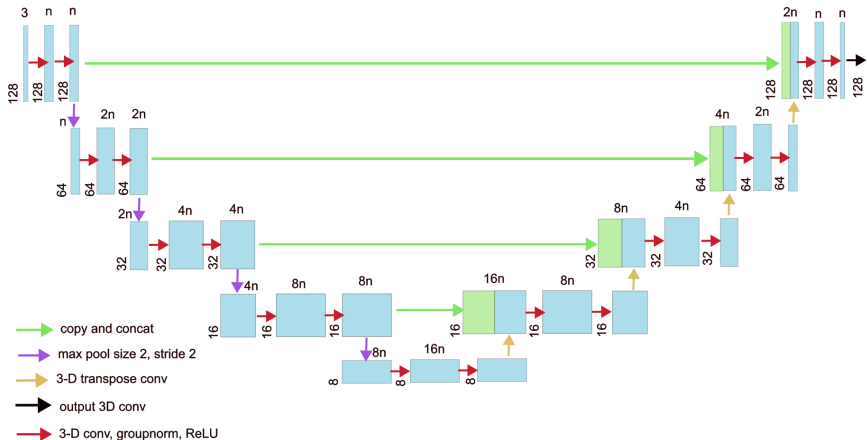 3 n n
2n n n
128 128 128
128 128 128 128
n 2n 2n
4n 2n
64 64 64
64 64 64
2n 4n 4n
8n 4n
32 32 32
32 32 32
4n 8n 8n
16n 8n
16 16 16
16 16 16
8n 16n
8 8 8
copy and concat
max pool size 2, stride 2
3-D transpose conv
output 3D conv
3-D conv, groupnorm, ReLU